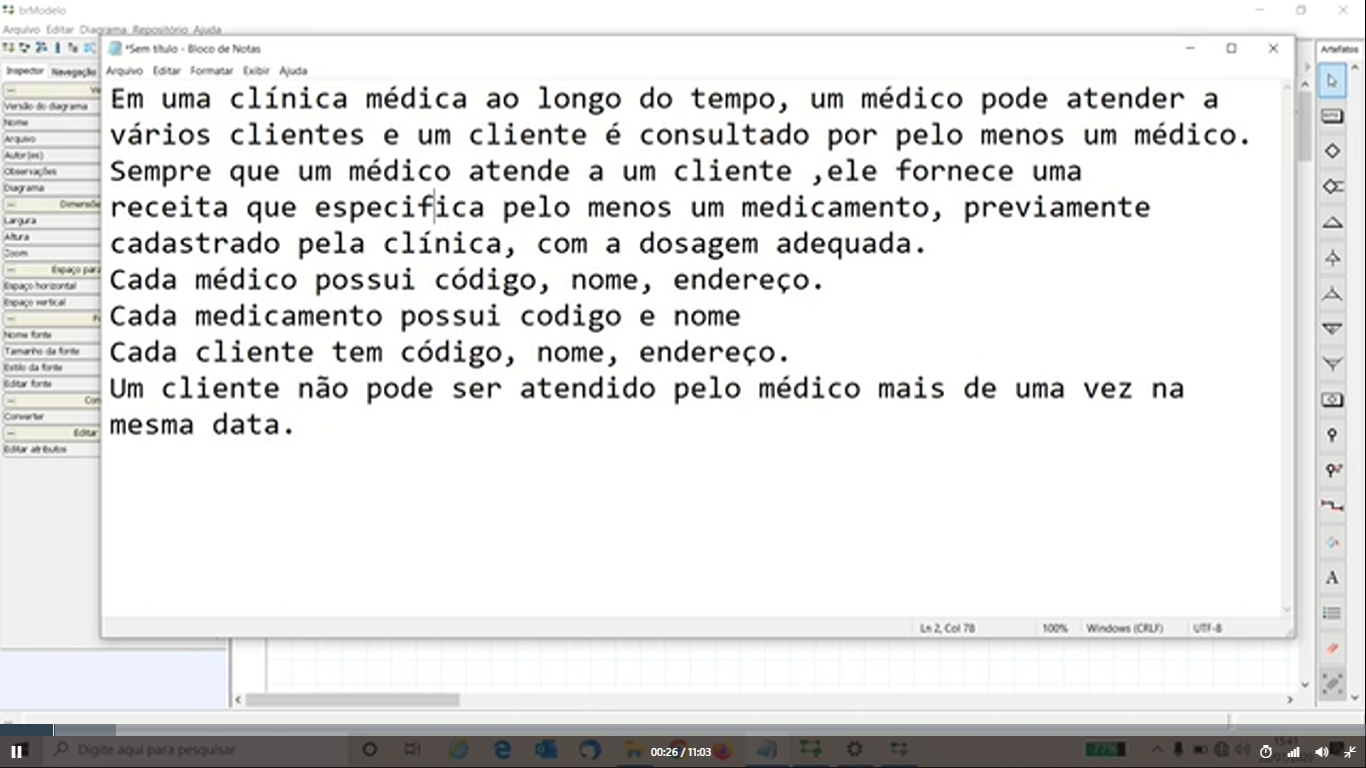 brModelo
Arquivo Editar Diagrama Repositório Ajuda
*Sem título - Bloco de Notas
Arquivo Editar Formatar Exibir Ajuda
Em uma clínica médica ao longo do tempo, um médico pode atender a
vários clientes e um cliente é consultado por pelo menos um médico.
Sempre que um médico atende a um cliente ,ele fornece uma
receita que especifica pelo menos um medicamento, previamente
cadastrado pela clínica, com a dosagem adequada.
Cada médico possui código, nome, endereço.
Cada medicamento possui codigo e nome
Cada cliente tem código, nome, endereço.
Um cliente não pode ser atendido pelo médico mais de uma vez na
mesma data.
Ln 2, Col 78 100% Windows (CRLF) UTF-8
Inspector Navegação
Versão do diagrama
Nome
Arquivo
Autor(es)
Observações
Diagrama
Dimensõe
Largura
Altura
Zoom
Espaço para
Espaço horizontal
Espaço vertical
Nome fonte
Tamanho da fonte
Estilo da fonte
Editar fonte
Con
Converter
Editar
Editar atributos
Artefatos
A
Digite aqui para pesquisar
00:26 / 11:03
77%
15:41